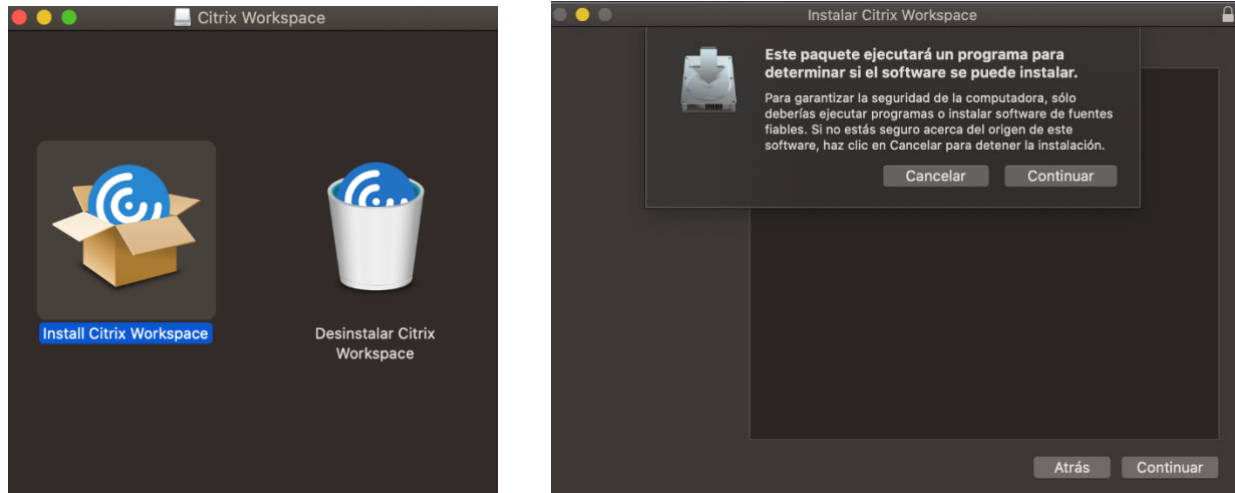 Citrix Workspace
Install Citrix Workspace
Desinstalar Citrix
Workspace
Instalar Citrix Workspace
Este paquete ejecutará un programa para
determinar si el software se puede instalar.
Para garantizar la seguridad de la computadora, sólo
deberías ejecutar programas o instalar software de fuentes
fiables. Si no estás seguro acerca del origen de este
software, haz clic en Cancelar para detener la instalación.
Cancelar
Continuar
Atrás
Continuar